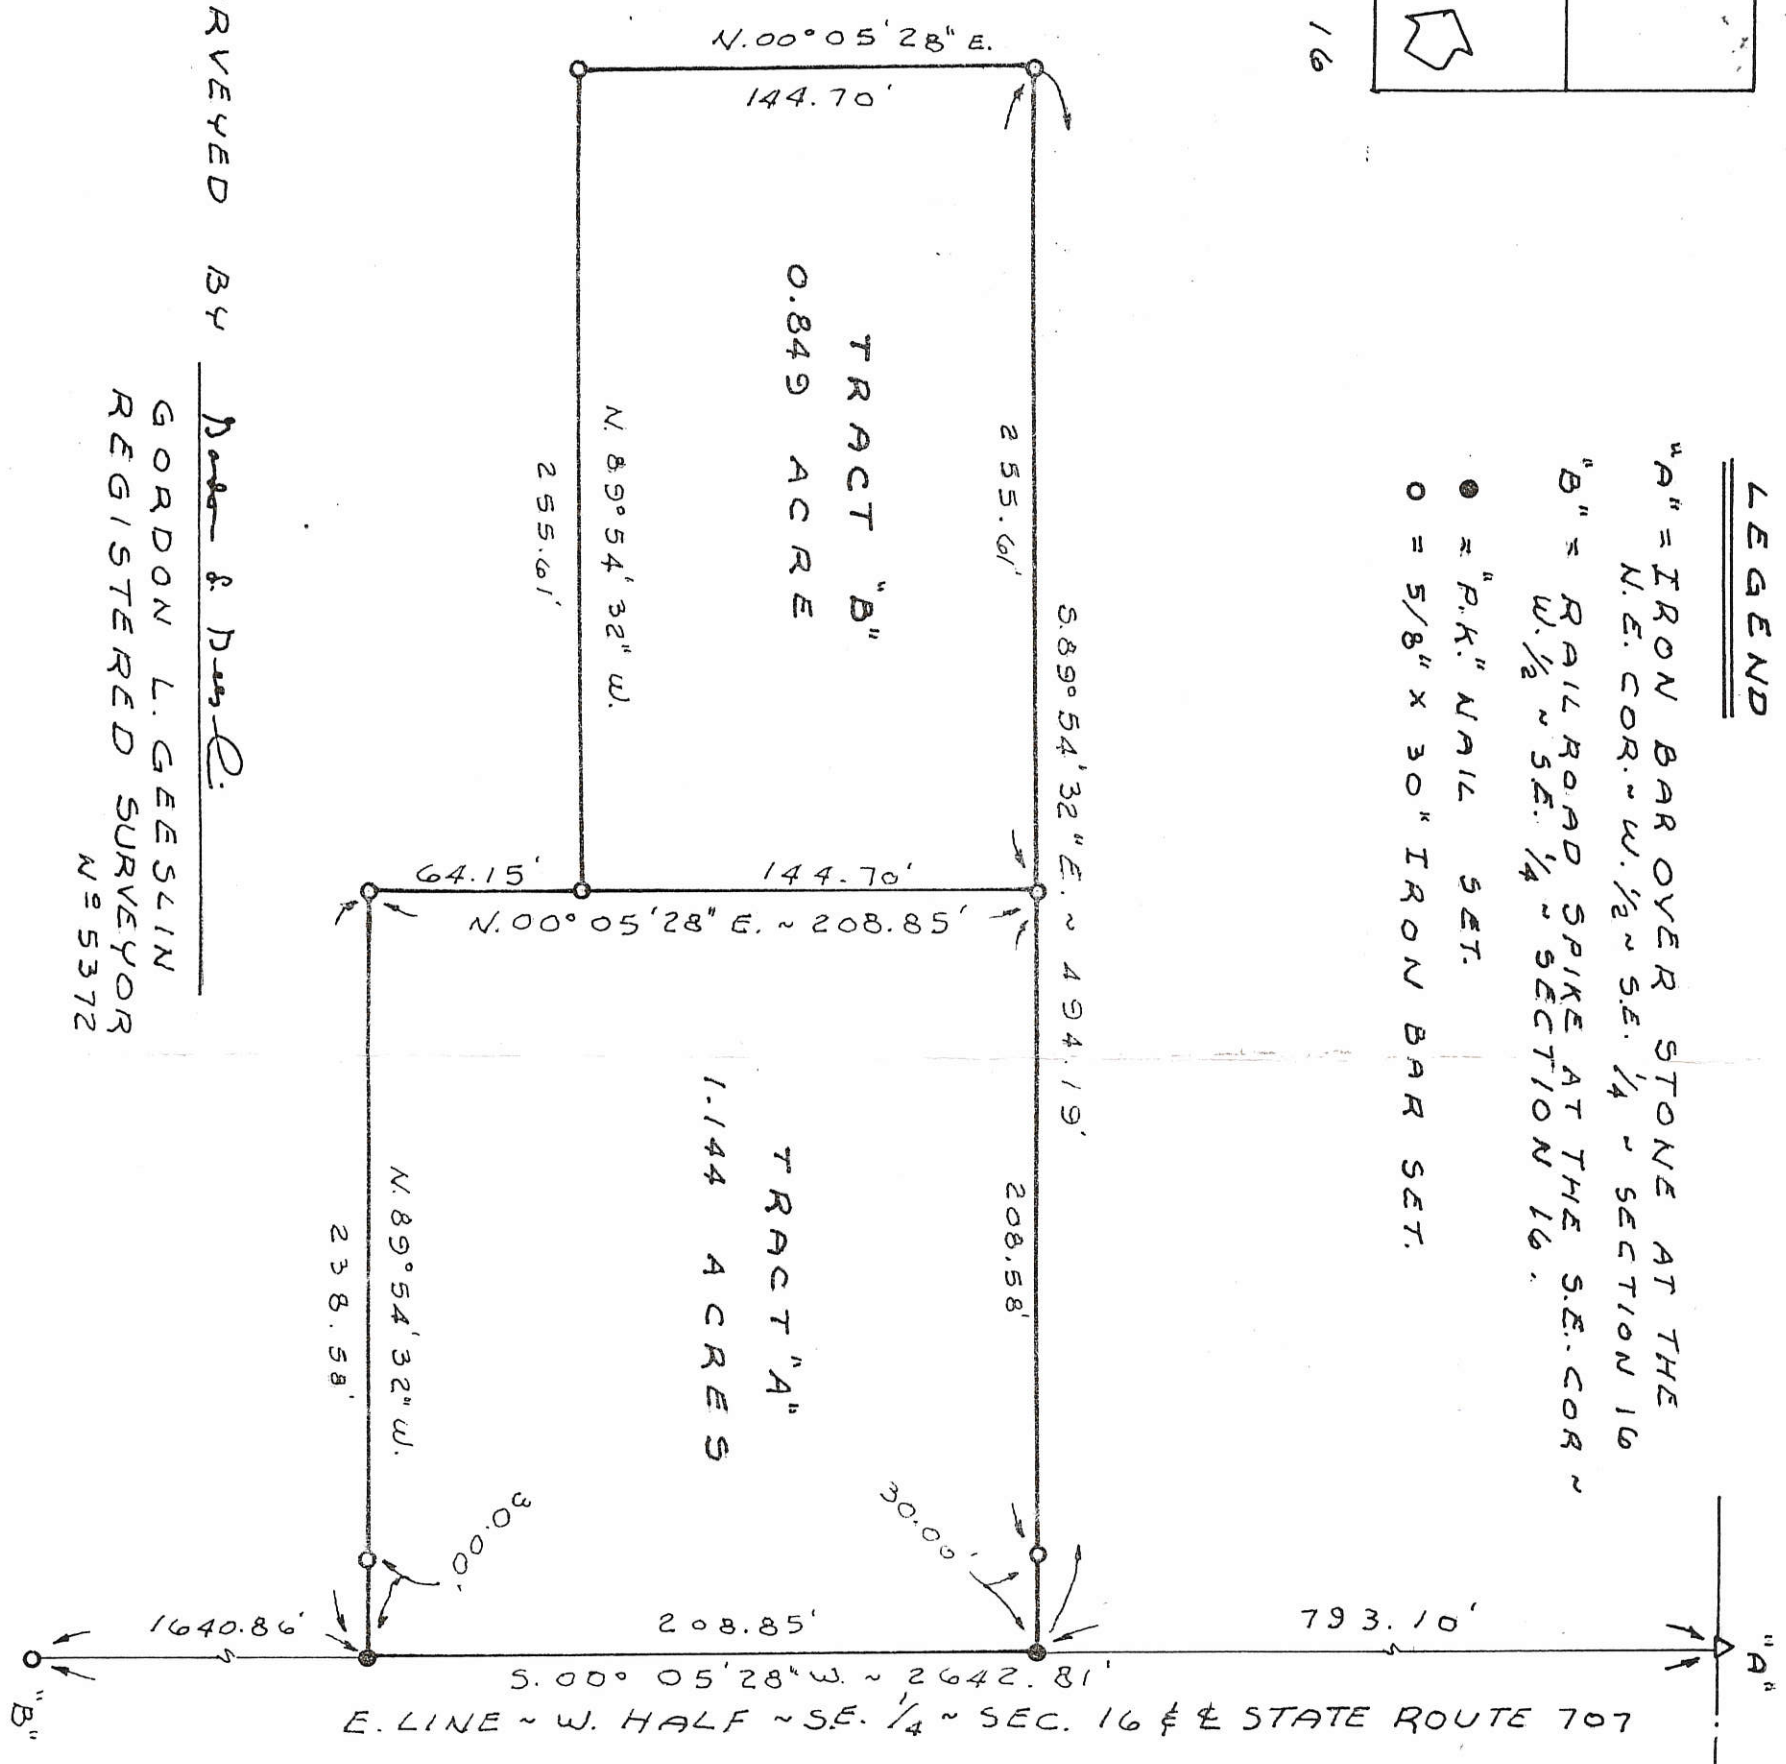 LEGEND
"A" = IRON BAR OVER STONE AT THE
N.E. COR. ~ W. 1/2 ~ S.E. 1/4 ~ SECTION 16
"B" = RAILROAD SPIKE AT THE S.E. COR ~
W. 1/2 ~ S.E. 1/4 ~ SECTION 16.
● = "P.K." NAIL SET.
o = 5/8" X 30" IRON BAR SET.
16
N.00°05'28" E.
144.70'
255.61'
S.89°54'32"E. ~ 494.19'
208.58'
TRACT "B"
0.849 ACRE
N.89°54'32" W.
255.61'
64.15'
144.70'
N.00°05'28" E. ~ 208.85'
TRACT "A"
1.144 ACRES
N.89°54'32" W.
238.58'
30.00'
30.00'
1640.86'
208.85'
793.10'
"A"
"B"
S.00° 05'28" W. ~ 2642.81'
E. LINE ~ W. HALF ~ S.E. 1/4 ~ SEC. 16 & ℄ STATE ROUTE 707
RVEYED BY
GORDON L. GEESLIN
REGISTERED SURVEYOR
Nº 5372